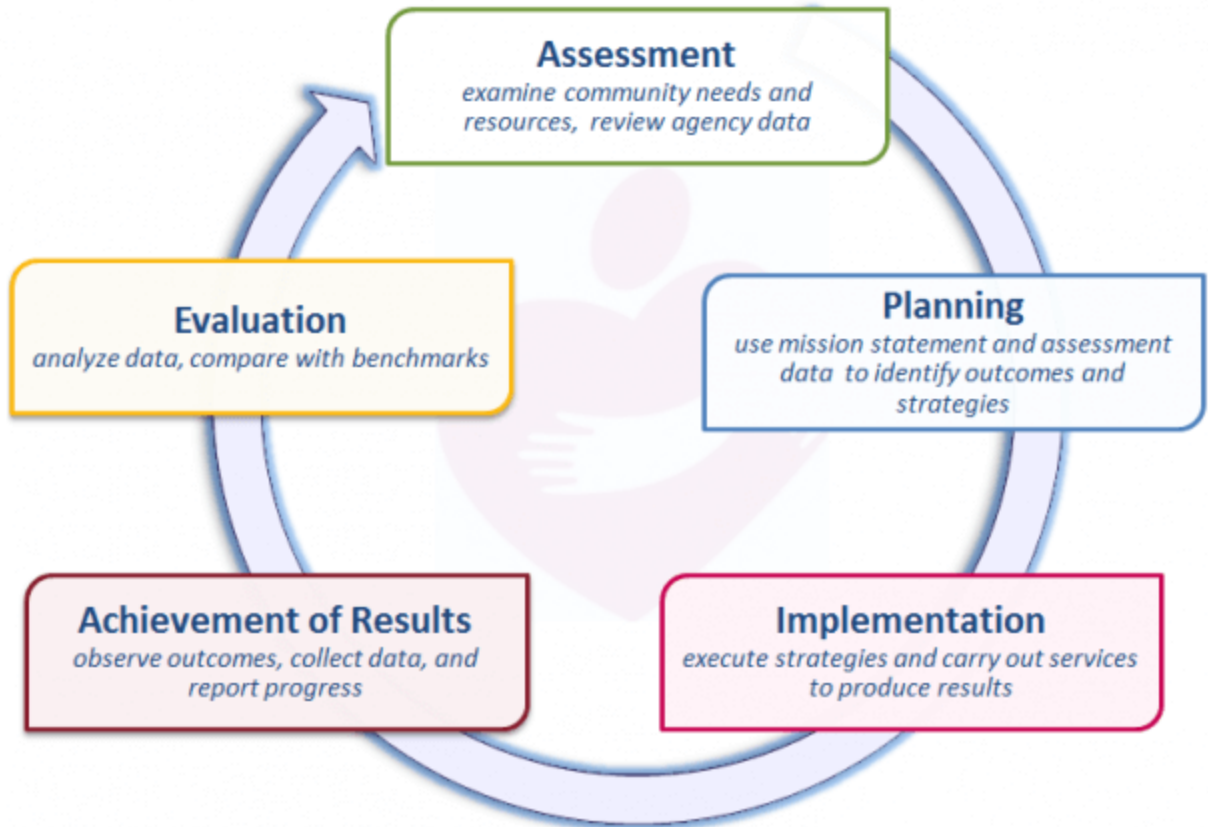 Assessment
examine community needs and
resources, review agency data
Planning
use mission statement and assessment
data to identify outcomes and
strategies
Implementation
execute strategies and carry out services
to produce results
Achievement of Results
observe outcomes, collect data, and
report progress
Evaluation
analyze data, compare with benchmarks